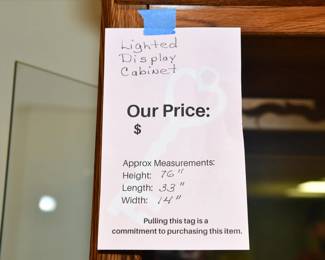 Lighted
Display
Cabinet
Our Price:
$
Approx Measurements:
Height: 76"
Length: 33"
Width: 14"
Pulling this tag is a
commitment to purchasing this item.